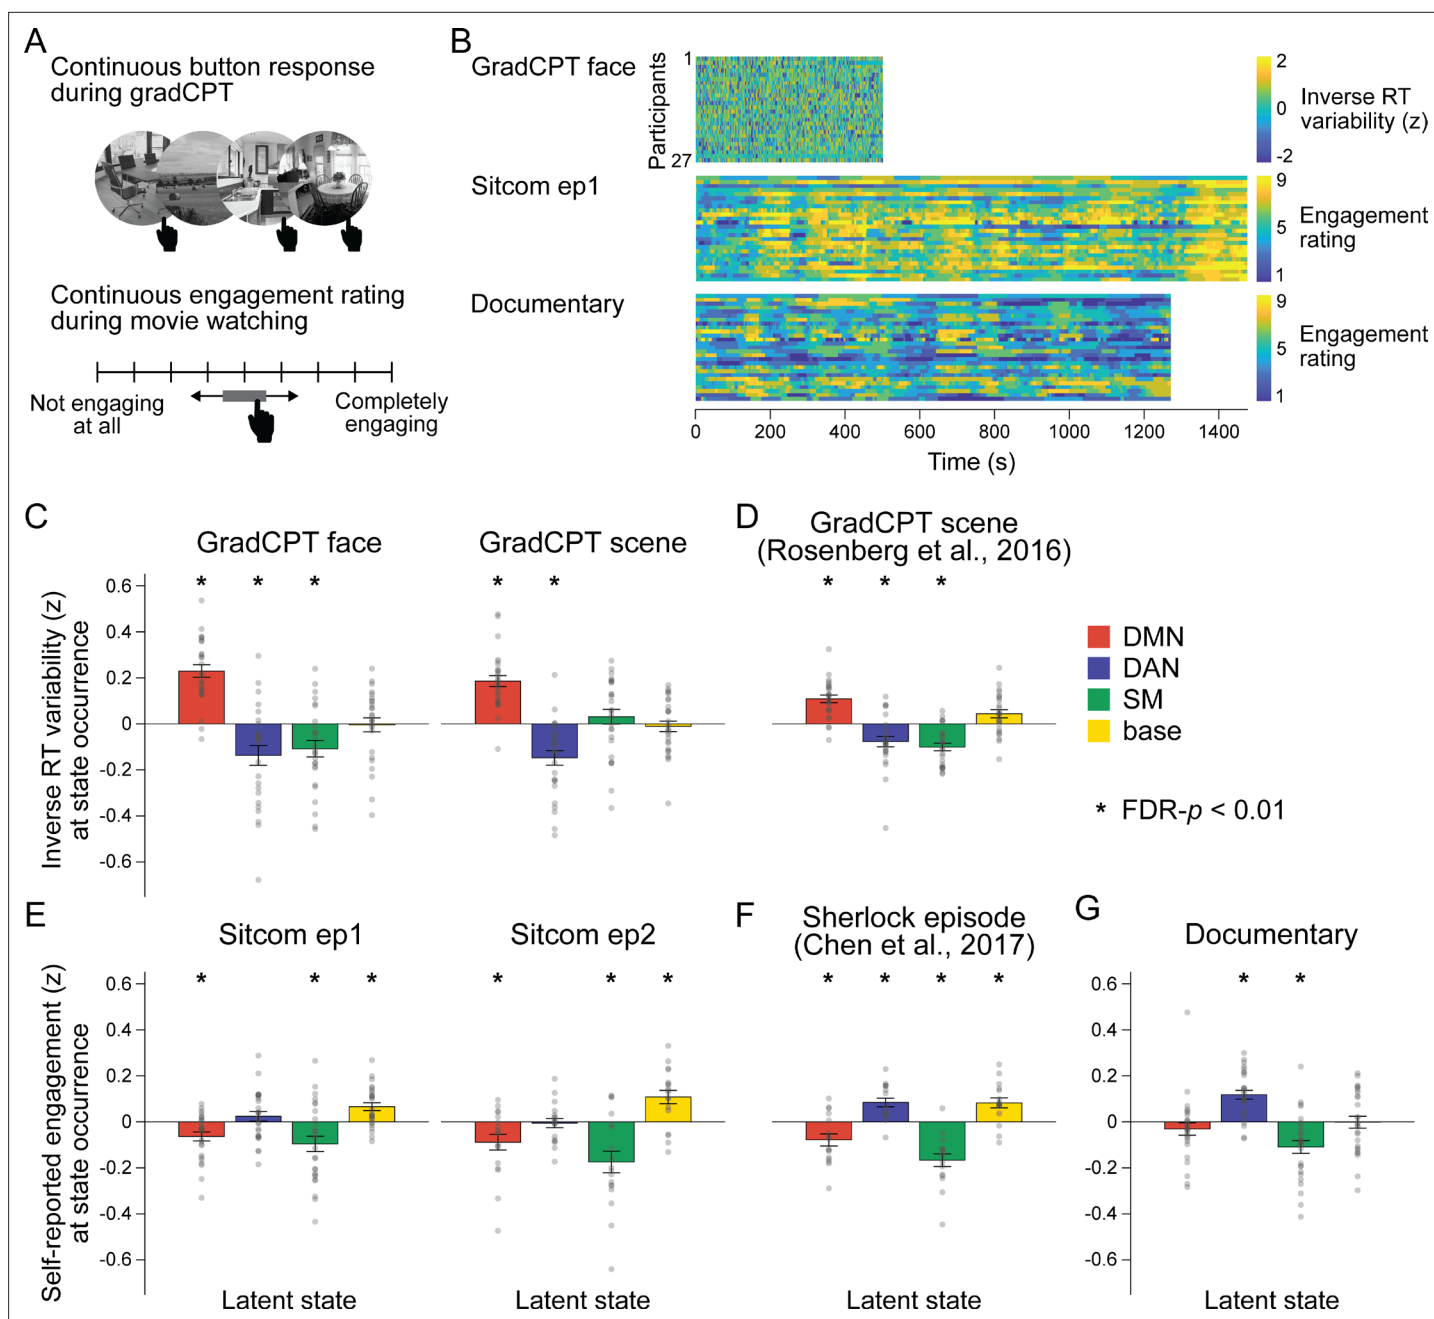 A
Continuous button response
during gradCPT
Continuous engagement rating
during movie watching
Not engaging
at all
Completely
engaging
B
GradCPT face
Participants
1
27
2
0
-2
Inverse RT
variability (z)
Sitcom ep1
9
5
1
Engagement
rating
Documentary
9
5
1
Engagement
rating
0 200 400 600 800 1000 1200 1400
Time (s)
C
GradCPT face
GradCPT scene
D
GradCPT scene
(Rosenberg et al., 2016)
Inverse RT variability (z)
at state occurrence
0.6
0.4
0.2
0
-0.2
-0.4
-0.6
* * *
* *
* * *
DMN
DAN
SM
base
* FDR-p < 0.01
E
Sitcom ep1
Sitcom ep2
F
Sherlock episode
(Chen et al., 2017)
G
Documentary
Self-reported engagement (z)
at state occurrence
0.6
0.4
0.2
0
-0.2
-0.4
-0.6
* * *
* * *
* * * *
0.6
0.4
0.2
0
-0.2
-0.4
-0.6
* *
Latent state
Latent state
Latent state
Latent state